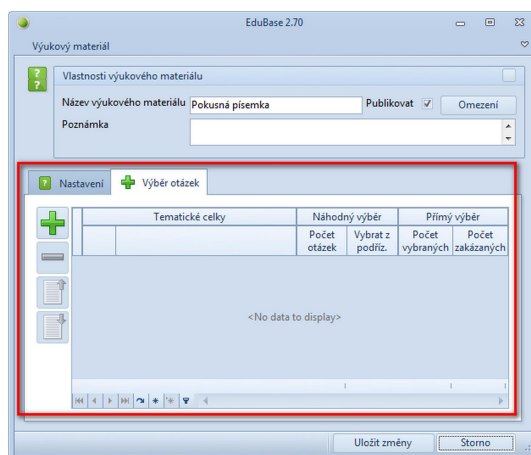 EduBase 2.70
Výukový materiál
Vlastnosti výukového materiálu
Název výukového materiálu Pokusná písemka Publikovat Omezení
Poznámka
Nastavení Výběr otázek
Tematické celky Náhodný výběr Přímý výběr
Počet otázek Vybrat z podříz. Počet vybraných Počet zakázaných
<No data to display>
Uložit změny Storno